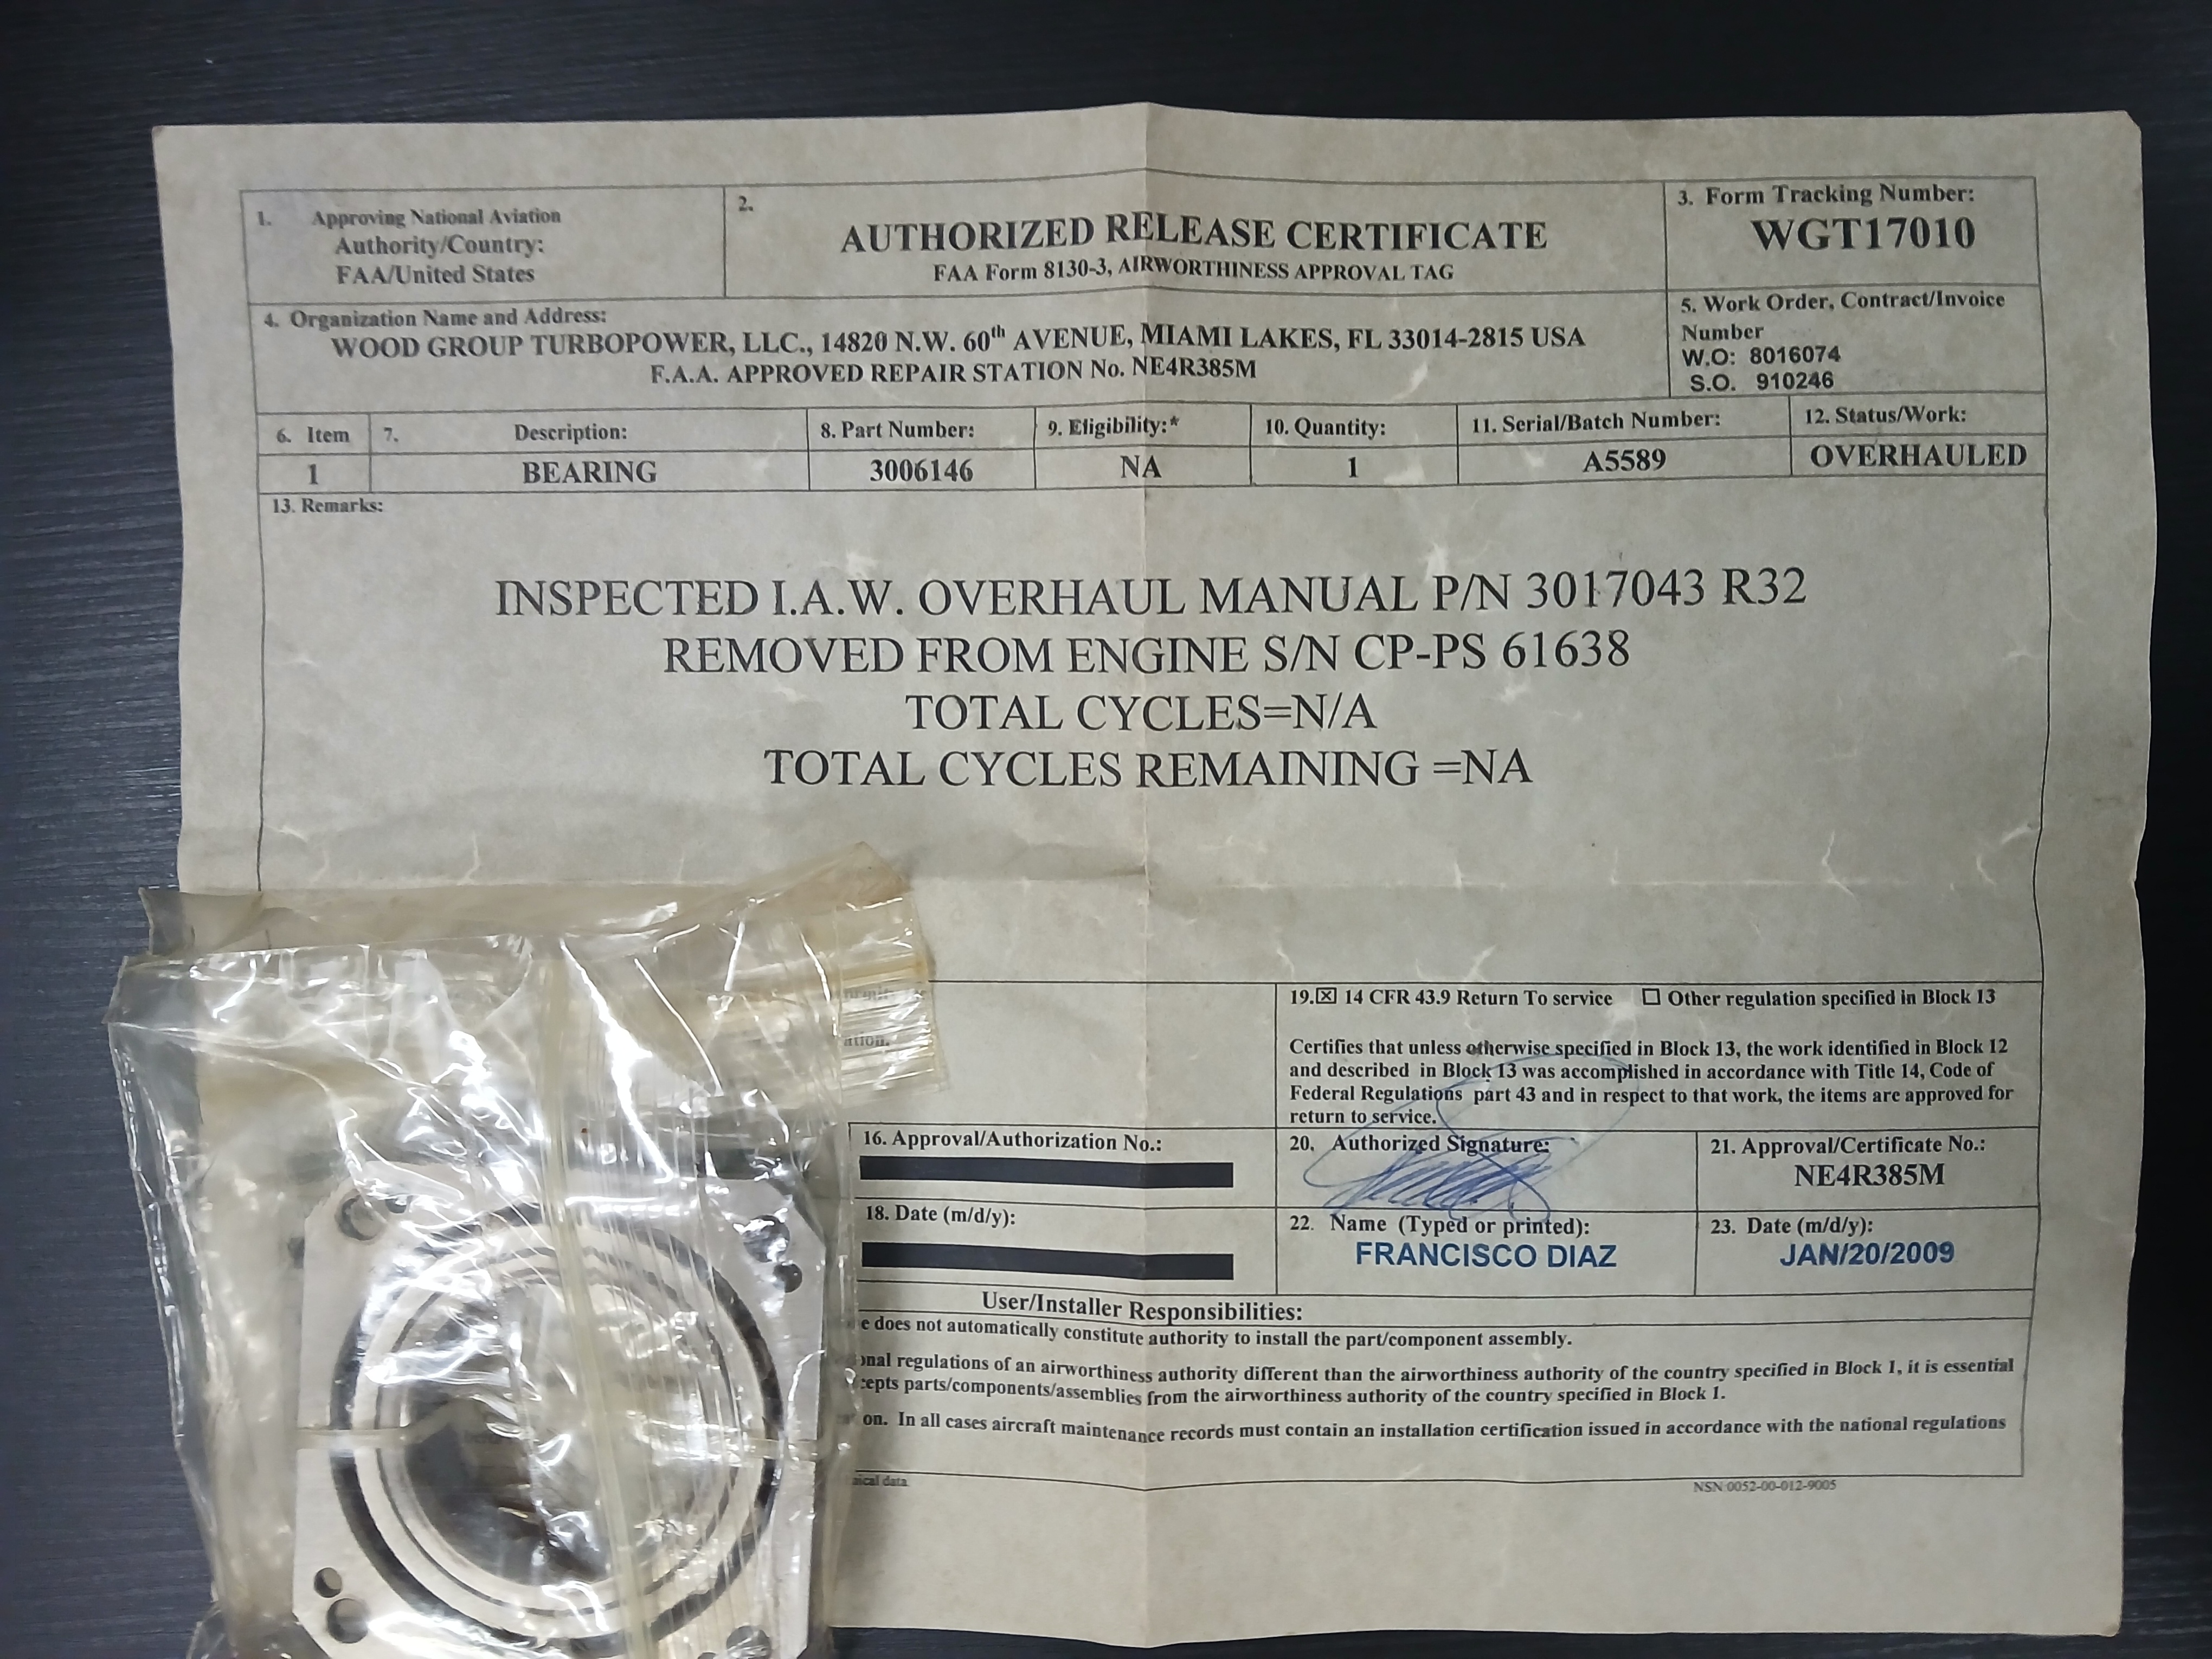 1. Approving National Aviation
Authority/Country:
FAA/United States
2.
AUTHORIZED RELEASE CERTIFICATE
FAA Form 8130-3, AIRWORTHINESS APPROVAL TAG
3. Form Tracking Number:
WGT17010
4. Organization Name and Address:
WOOD GROUP TURBOPOWER, LLC., 14820 N.W. 60th AVENUE, MIAMI LAKES, FL 33014-2815 USA
F.A.A. APPROVED REPAIR STATION No. NE4R385M
5. Work Order, Contract/Invoice
Number
W.O: 8016074
S.O. 910246
6. Item
7. Description:
8. Part Number:
9. Eligibility:*
10. Quantity:
11. Serial/Batch Number:
12. Status/Work:
1
BEARING
3006146
NA
1
A5589
OVERHAULED
13. Remarks:
INSPECTED I.A.W. OVERHAUL MANUAL P/N 3017043 R32
REMOVED FROM ENGINE S/N CP-PS 61638
TOTAL CYCLES=N/A
TOTAL CYCLES REMAINING =NA
ation.
19. ☒ 14 CFR 43.9 Return To service ☐ Other regulation specified in Block 13
Certifies that unless otherwise specified in Block 13, the work identified in Block 12
and described in Block 13 was accomplished in accordance with Title 14, Code of
Federal Regulations part 43 and in respect to that work, the items are approved for
return to service.
16. Approval/Authorization No.:
20. Authorized Signature:
21. Approval/Certificate No.:
NE4R385M
18. Date (m/d/y):
22. Name (Typed or printed):
FRANCISCO DIAZ
23. Date (m/d/y):
JAN/20/2009
User/Installer Responsibilities:
e does not automatically constitute authority to install the part/component assembly.
onal regulations of an airworthiness authority different than the airworthiness authority of the country specified in Block 1, it is essential
cepts parts/components/assemblies from the airworthiness authority of the country specified in Block 1.
on. In all cases aircraft maintenance records must contain an installation certification issued in accordance with the national regulations
nical data
NSN:0052-00-012-9005